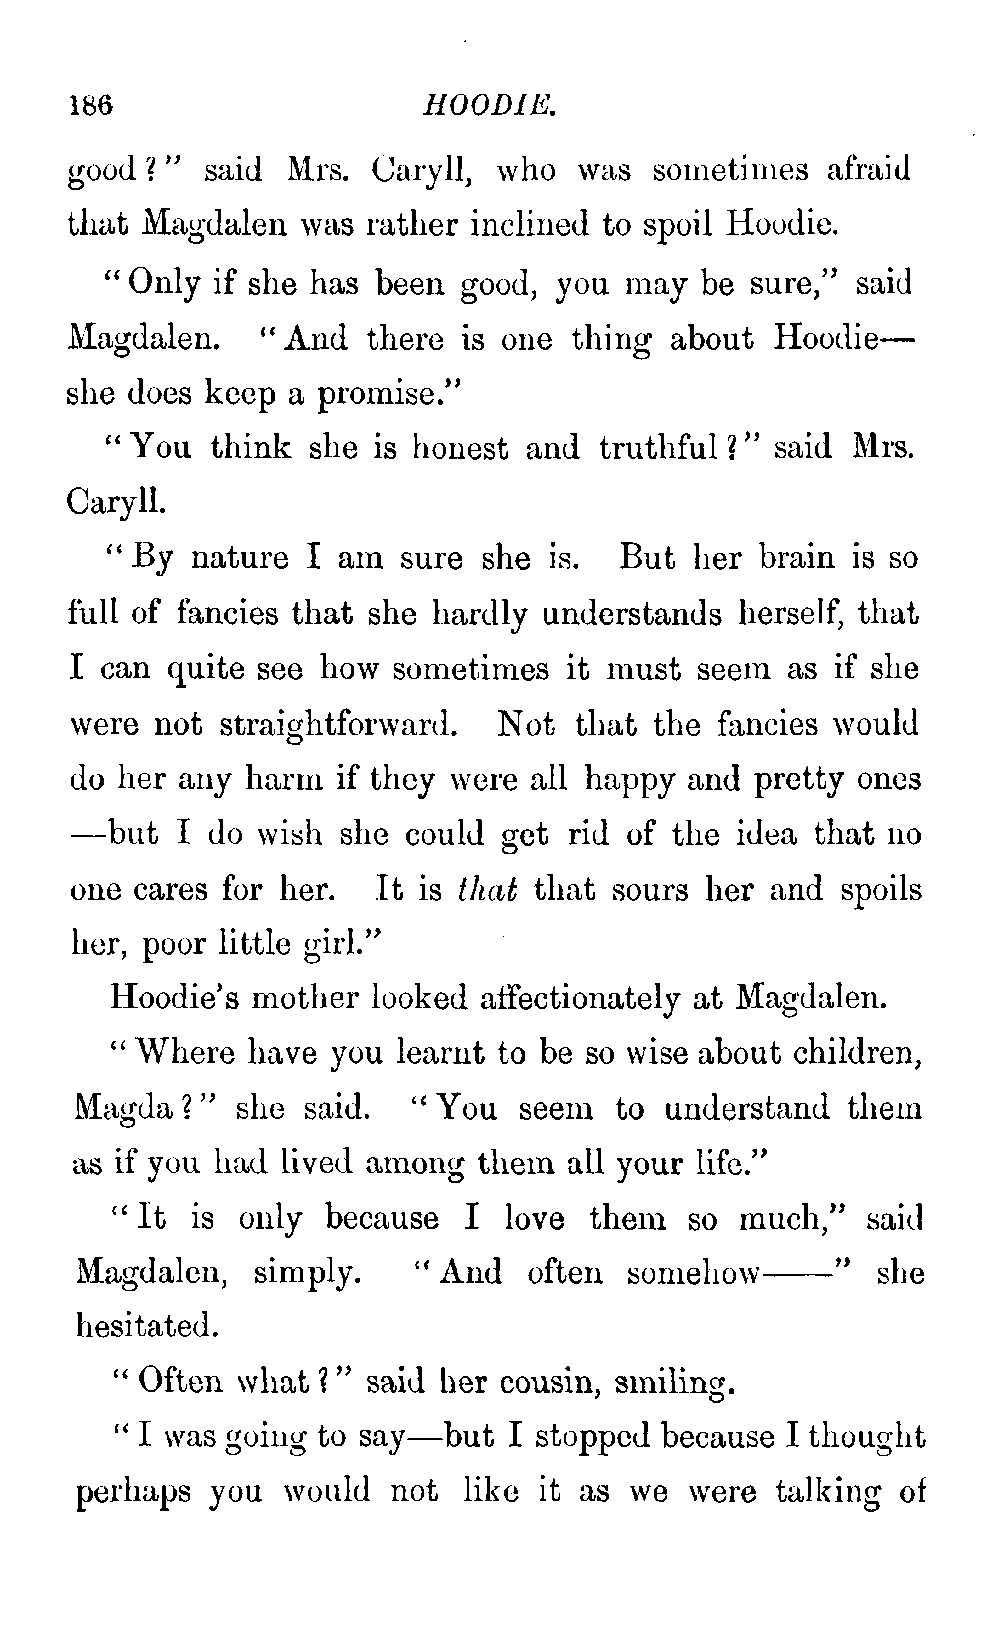 186 HOODIE.
good?" said Mrs. Caryll, who was sometimes afraid
that Magdalen was rather inclined to spoil Hoodie.
"Only if she has been good, you may be sure," said
Magdalen. "And there is one thing about Hoodie—
she does keep a promise."
"You think she is honest and truthful?" said Mrs.
Caryll.
"By nature I am sure she is. But her brain is so
full of fancies that she hardly understands herself, that
I can quite see how sometimes it must seem as if she
were not straightforward. Not that the fancies would
do her any harm if they were all happy and pretty ones
—but I do wish she could get rid of the idea that no
one cares for her. It is that that sours her and spoils
her, poor little girl."
Hoodie's mother looked affectionately at Magdalen.
"Where have you learnt to be so wise about children,
Magda?" she said. "You seem to understand them
as if you had lived among them all your life."
"It is only because I love them so much," said
Magdalen, simply. "And often somehow——" she
hesitated.
"Often what?" said her cousin, smiling.
"I was going to say—but I stopped because I thought
perhaps you would not like it as we were talking of